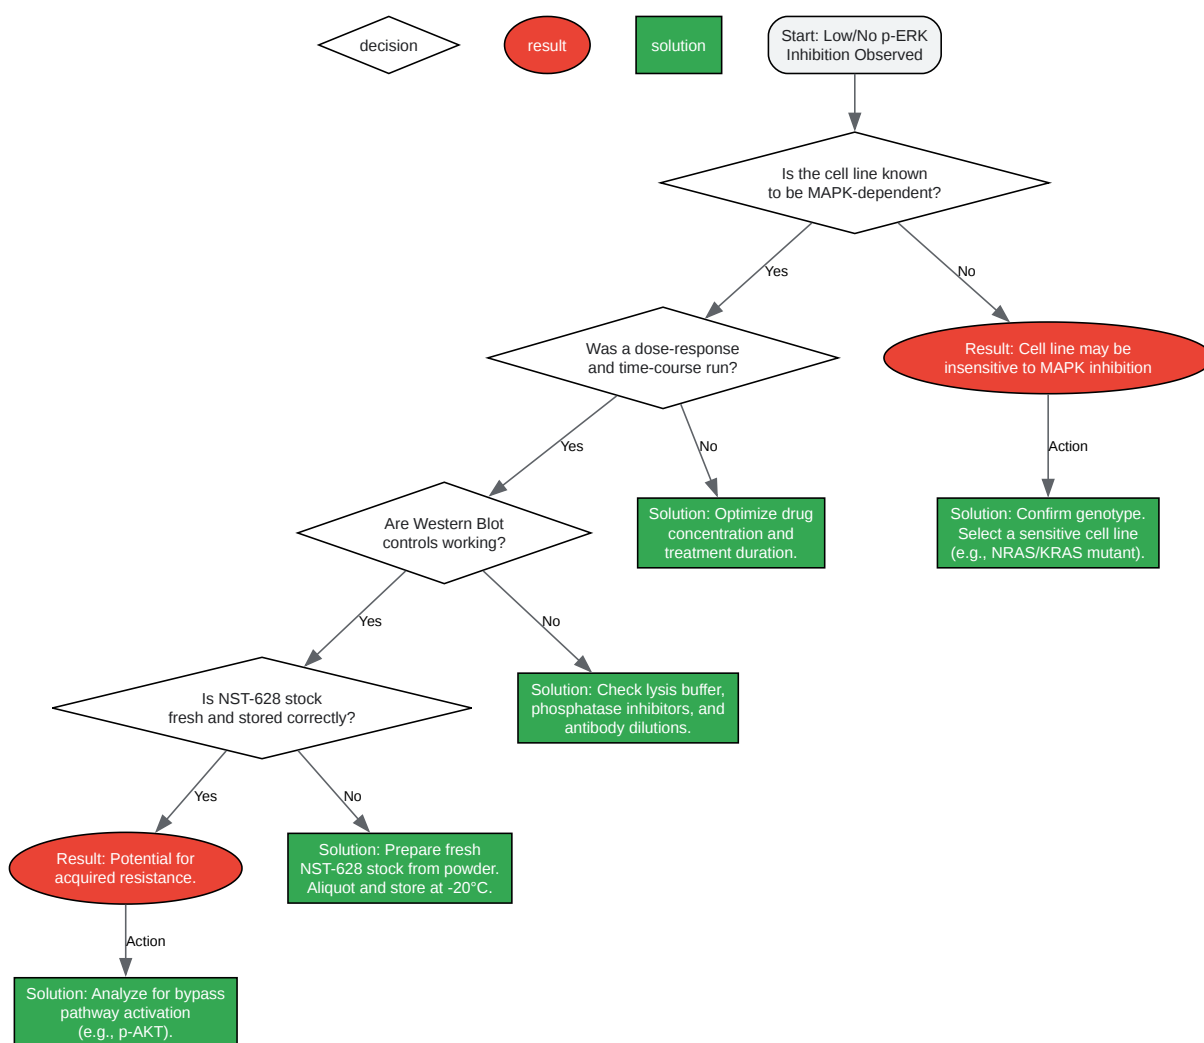 decision
result
solution
Start: Low/No p-ERK
Inhibition Observed
Is the cell line known
to be MAPK-dependent?
Yes
No
Was a dose-response
and time-course run?
Result: Cell line may be
insensitive to MAPK inhibition
Yes
No
Action
Are Western Blot
controls working?
Solution: Optimize drug
concentration and
treatment duration.
Solution: Confirm genotype.
Select a sensitive cell line
(e.g., NRAS/KRAS mutant).
Yes
No
Is NST-628 stock
fresh and stored correctly?
Solution: Check lysis buffer,
phosphatase inhibitors, and
antibody dilutions.
Yes
No
Result: Potential for
acquired resistance.
Solution: Prepare fresh
NST-628 stock from powder.
Aliquot and store at -20°C.
Action
Solution: Analyze for bypass
pathway activation
(e.g., p-AKT).